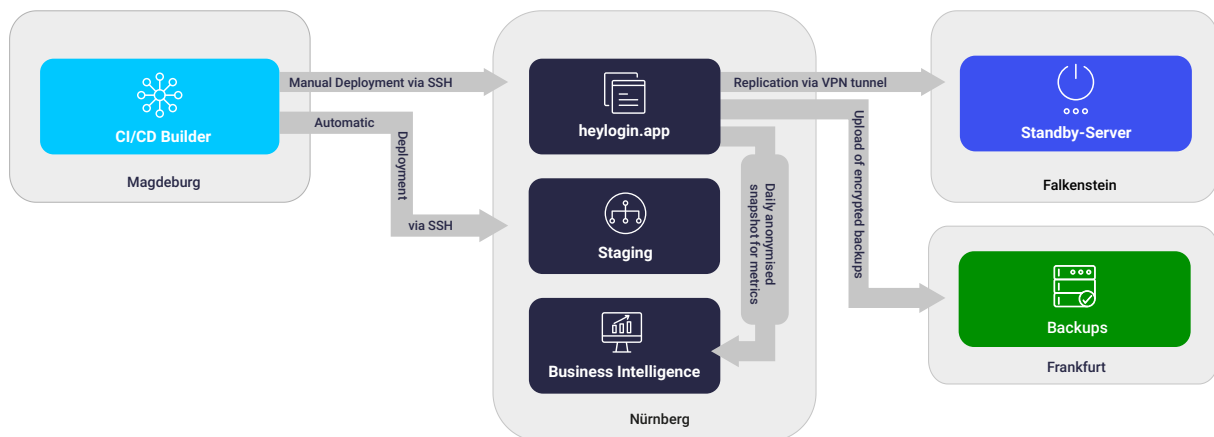 CI/CD Builder
Magdeburg
Manual Deployment via SSH
Automatic
Deployment
via SSH
heylogin.app
Staging
Business Intelligence
Nürnberg
Daily anonymised
snapshot for metrics
Replication via VPN tunnel
Upload of encrypted backups
Standby-Server
Falkenstein
Backups
Frankfurt